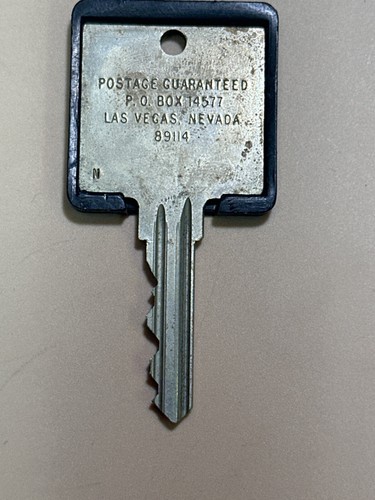 POSTAGE GUARANTEED
P.O. BOX 14577
LAS VEGAS, NEVADA
89114
N